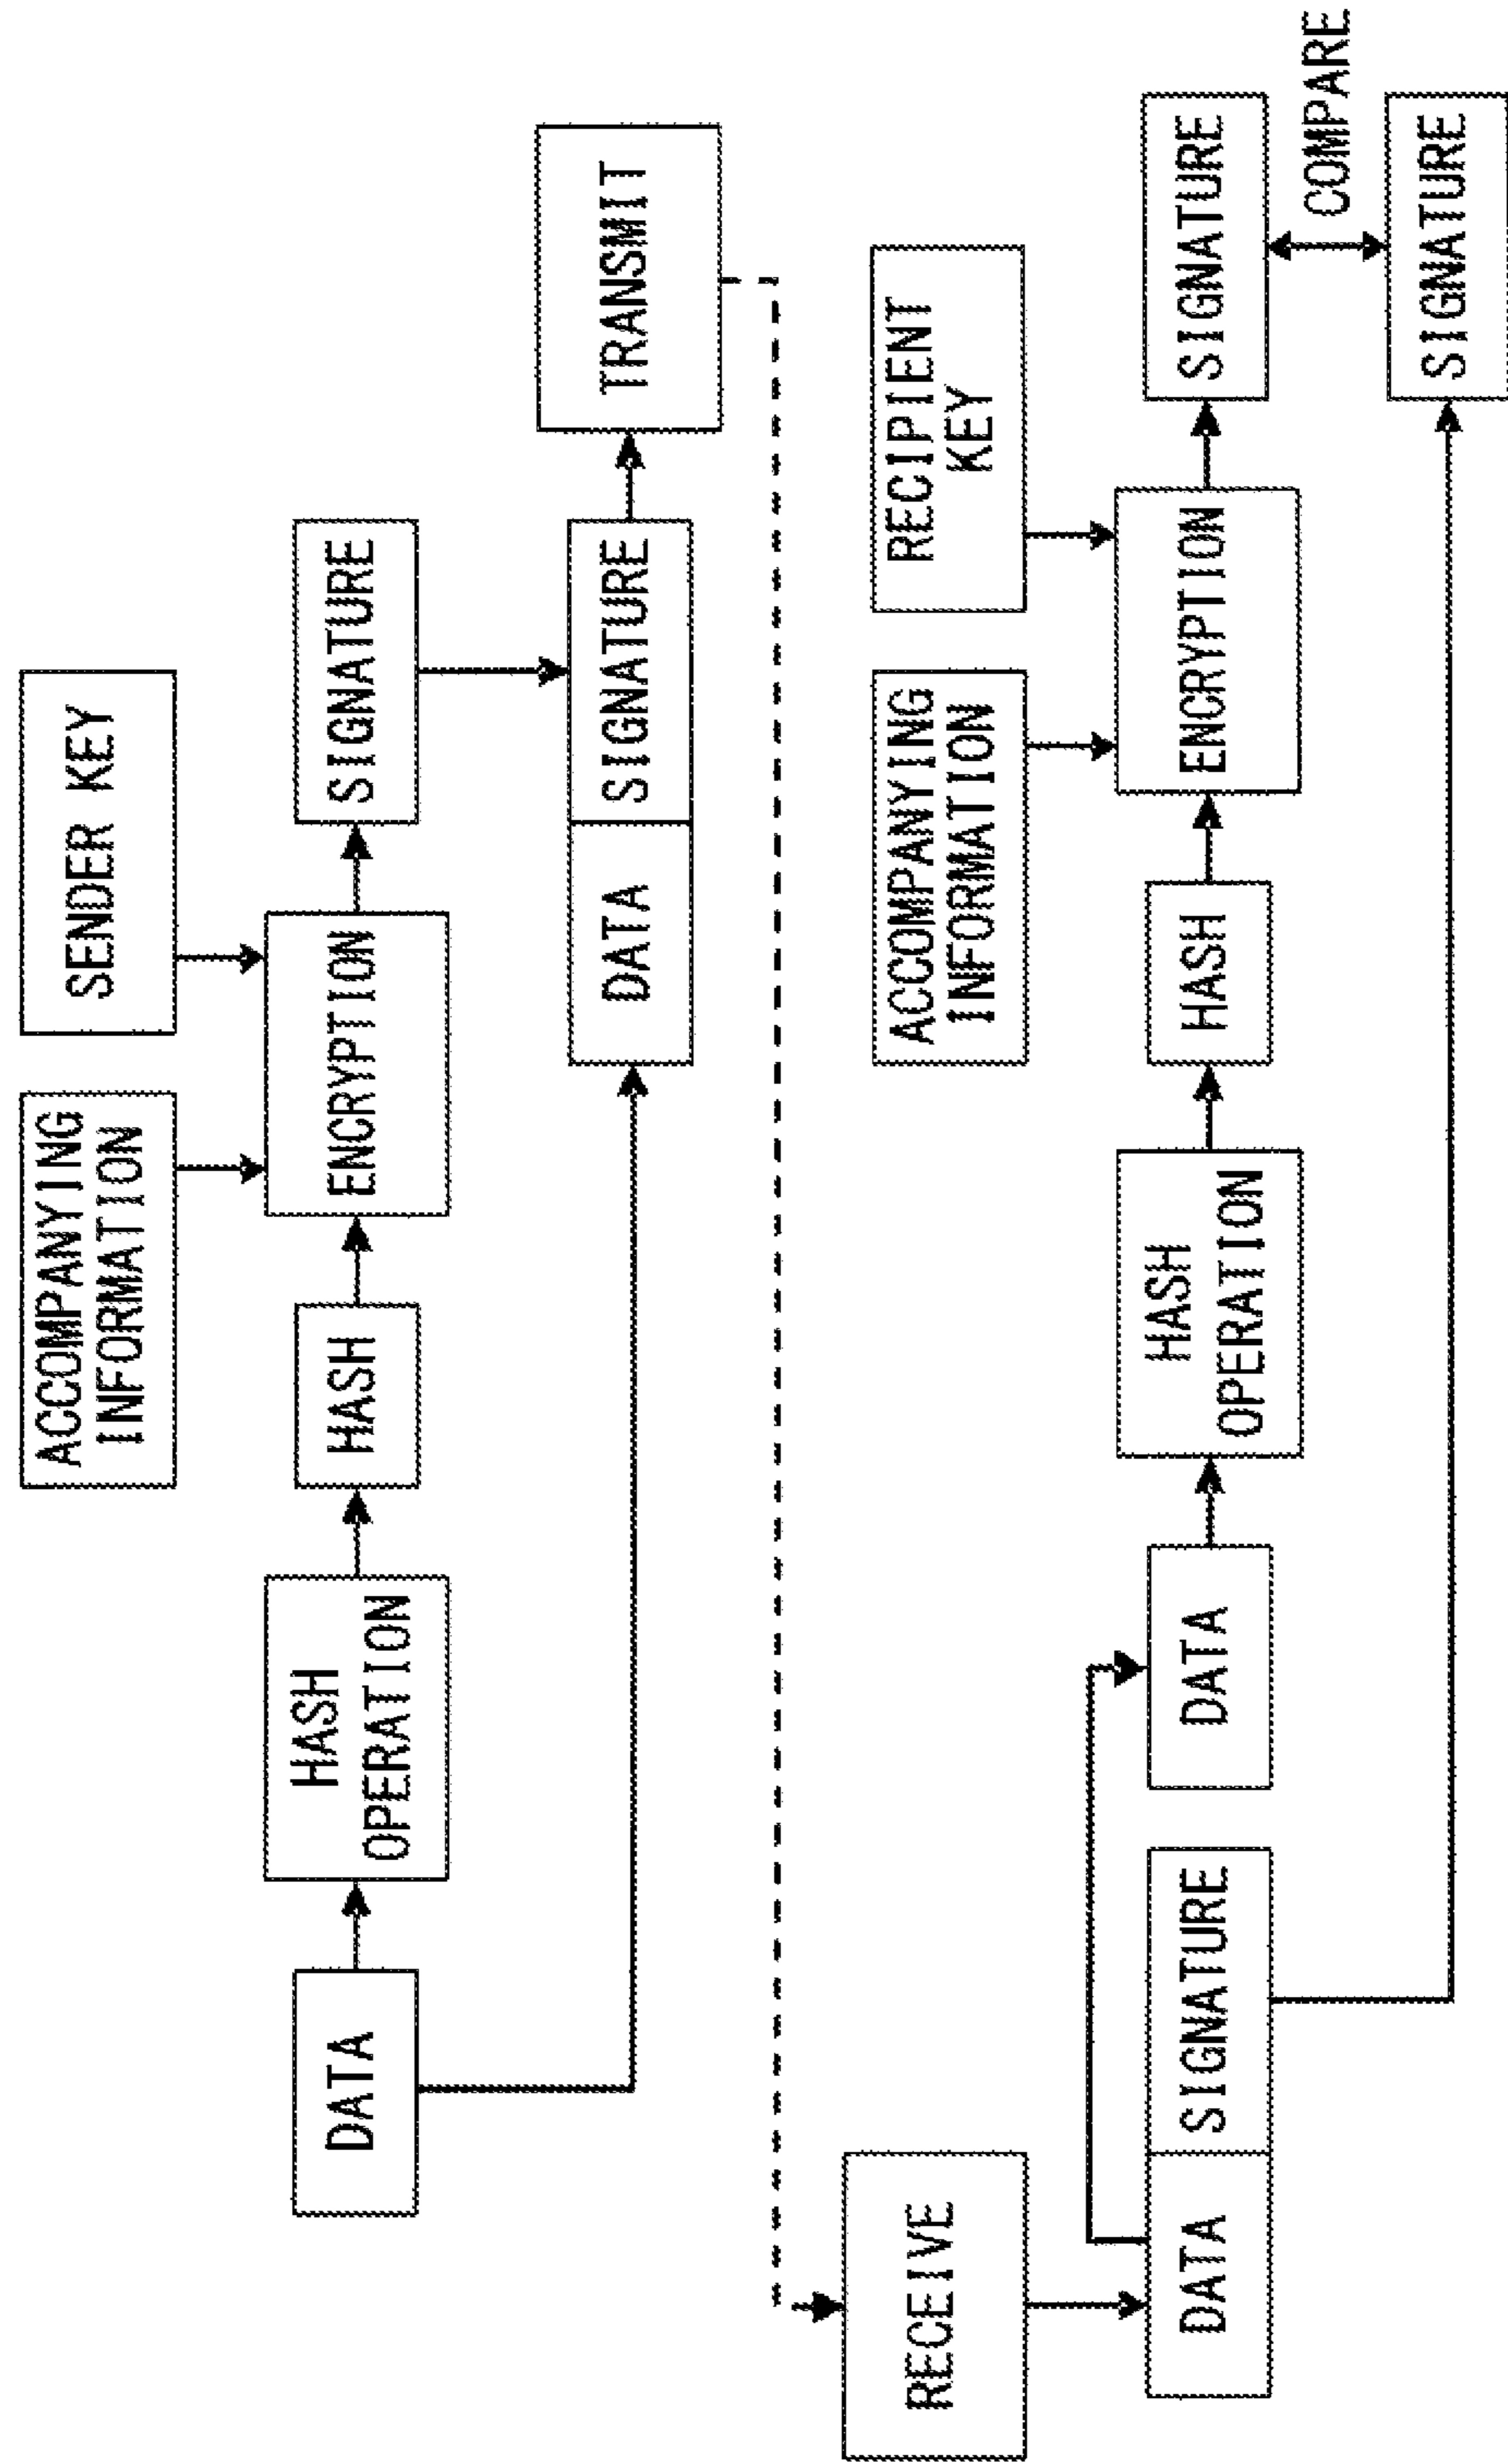 ACCOMPANYING
INFORMATION
SENDER KEY
DATA
HASH
OPERATION
HASH
ENCRYPTION
SIGNATURE
DATA
SIGNATURE
TRANSMIT
RECEIVE
ACCOMPANYING
INFORMATION
RECIPIENT
KEY
DATA
SIGNATURE
DATA
HASH
OPERATION
HASH
ENCRYPTION
SIGNATURE
COMPARE
SIGNATURE